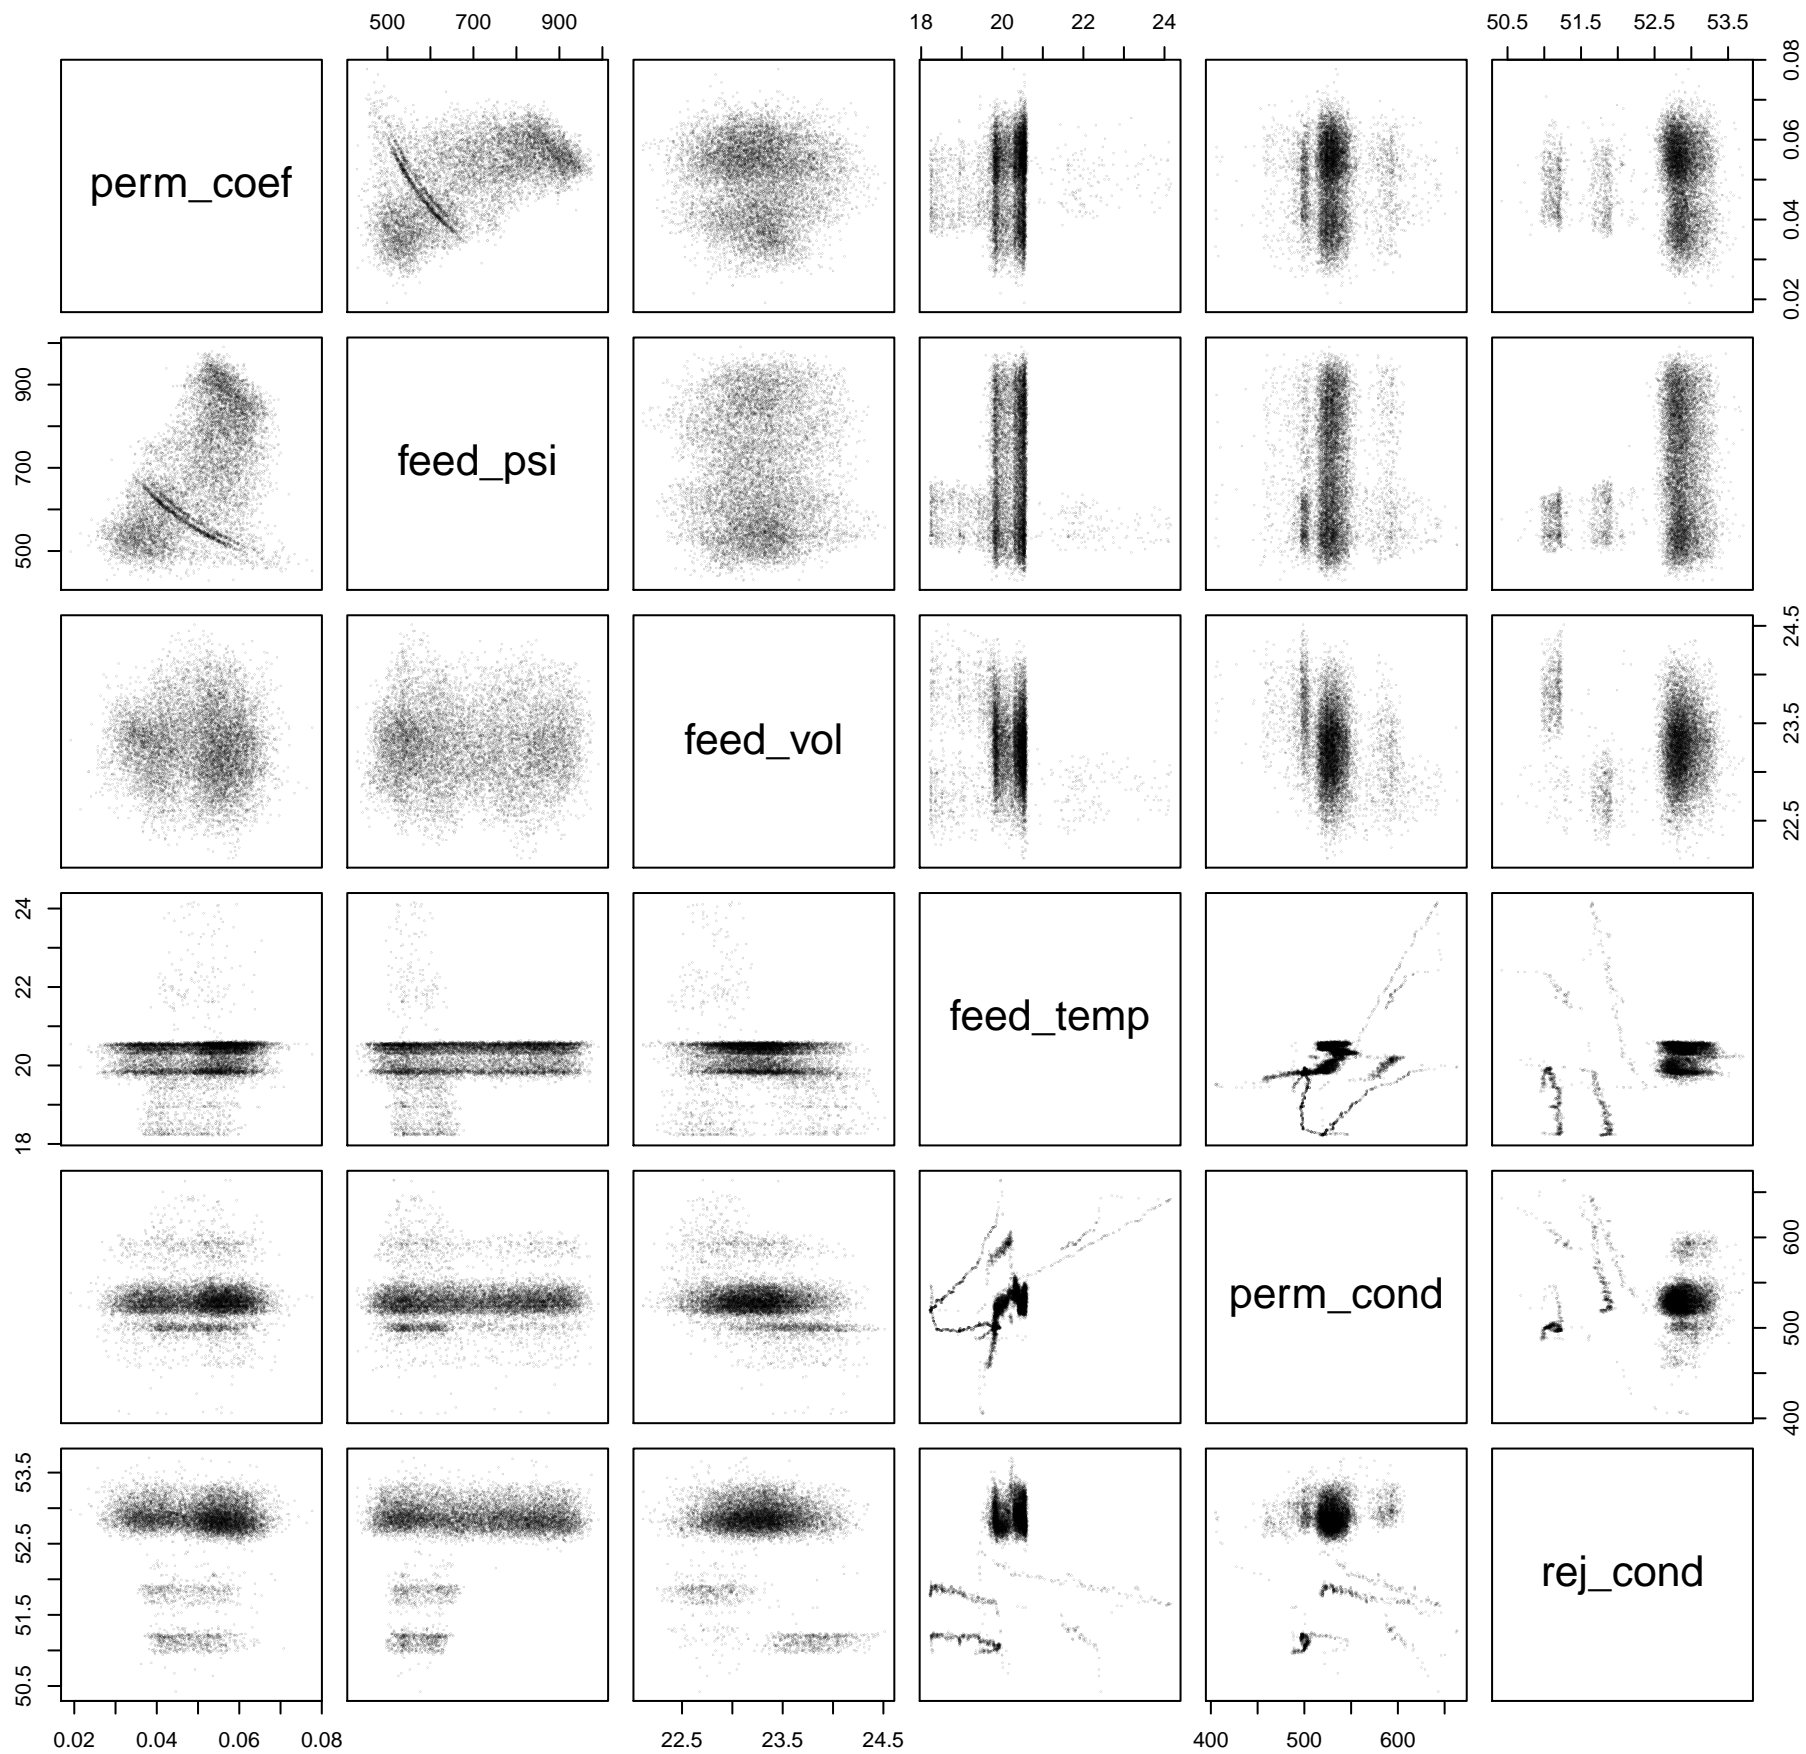 500 700 900 18 20 22 24 50.5 51.5 52.5 53.5
perm_coef
0.02 0.04 0.06 0.08
500 700 900
feed_psi
feed_vol
22.5 23.5 24.5
18 20 22 24
feed_temp
perm_cond
400 500 600
50.5 51.5 52.5 53.5
rej_cond
0.02 0.04 0.06 0.08 22.5 23.5 24.5 400 500 600